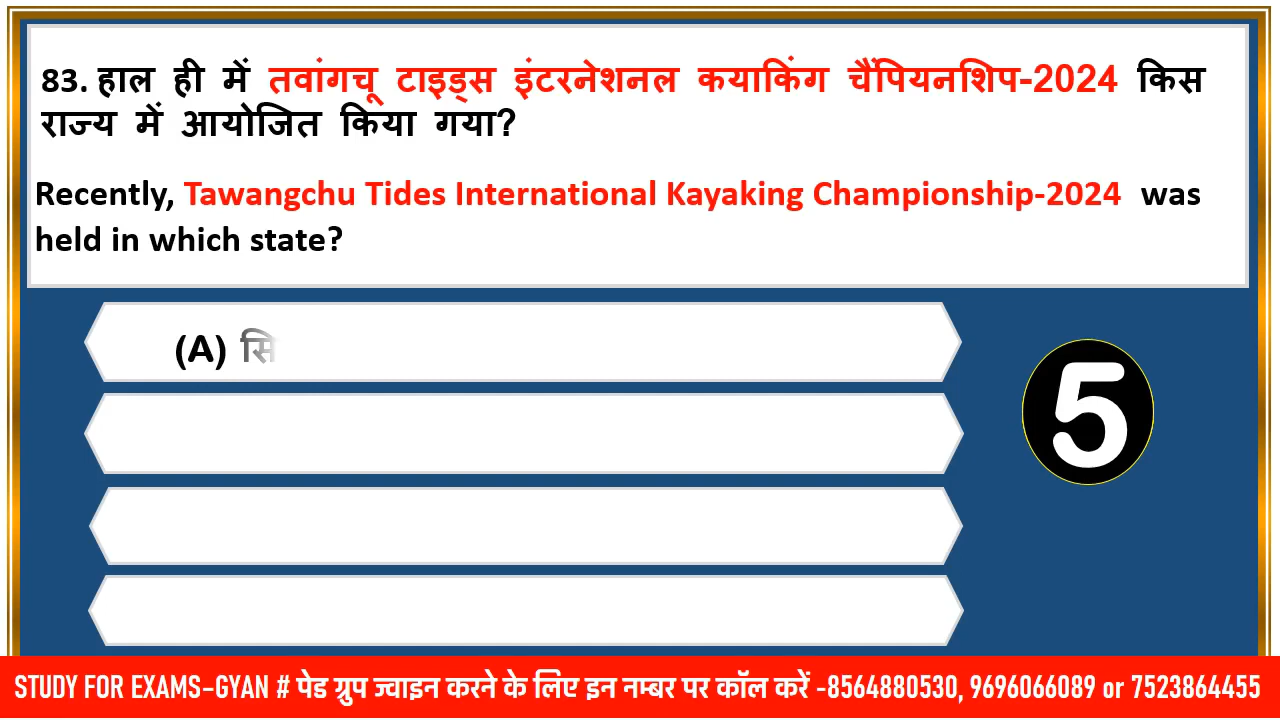 83. हाल ही में तवांगचू टाइड्स इंटरनेशनल कयाकिंग चैंपियनशिप-2024 किस
राज्य में आयोजित किया गया?
Recently, Tawangchu Tides International Kayaking Championship-2024 was
held in which state?
(A)
5
STUDY FOR EXAMS-GYAN # पेड ग्रुप ज्वाइन करने के लिए इन नम्बर पर कॉल करें -8564880530, 9696066089 or 7523864455